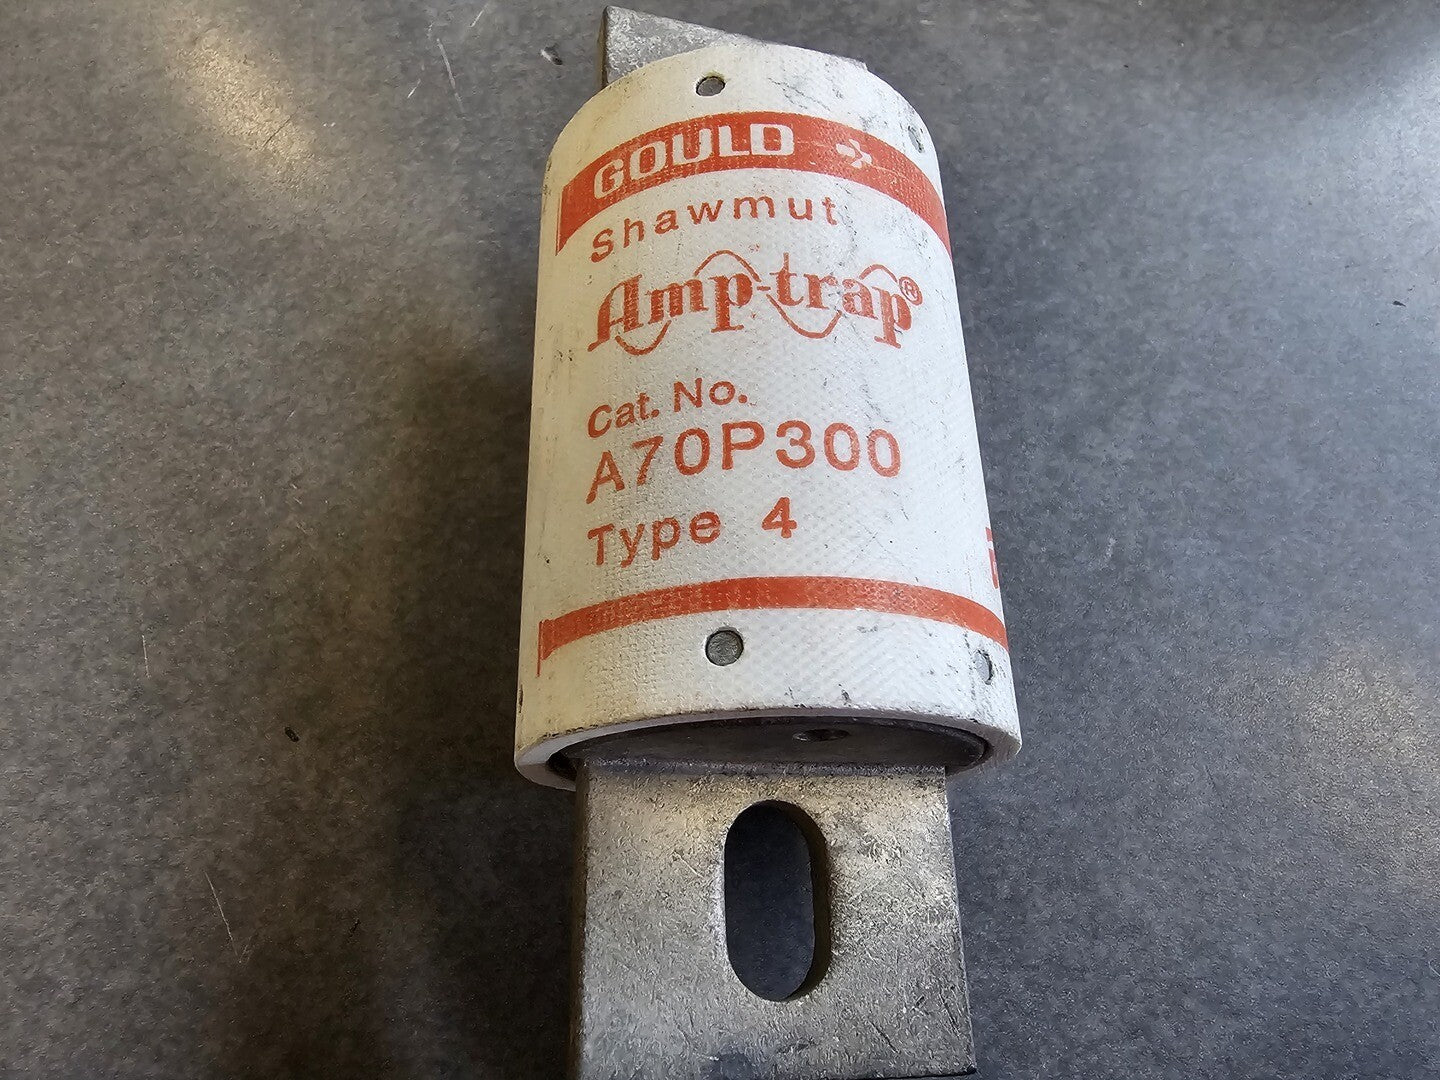 GOULD
Shawmut
Amp-trap®
Cat. No.
A70P300
Type 4